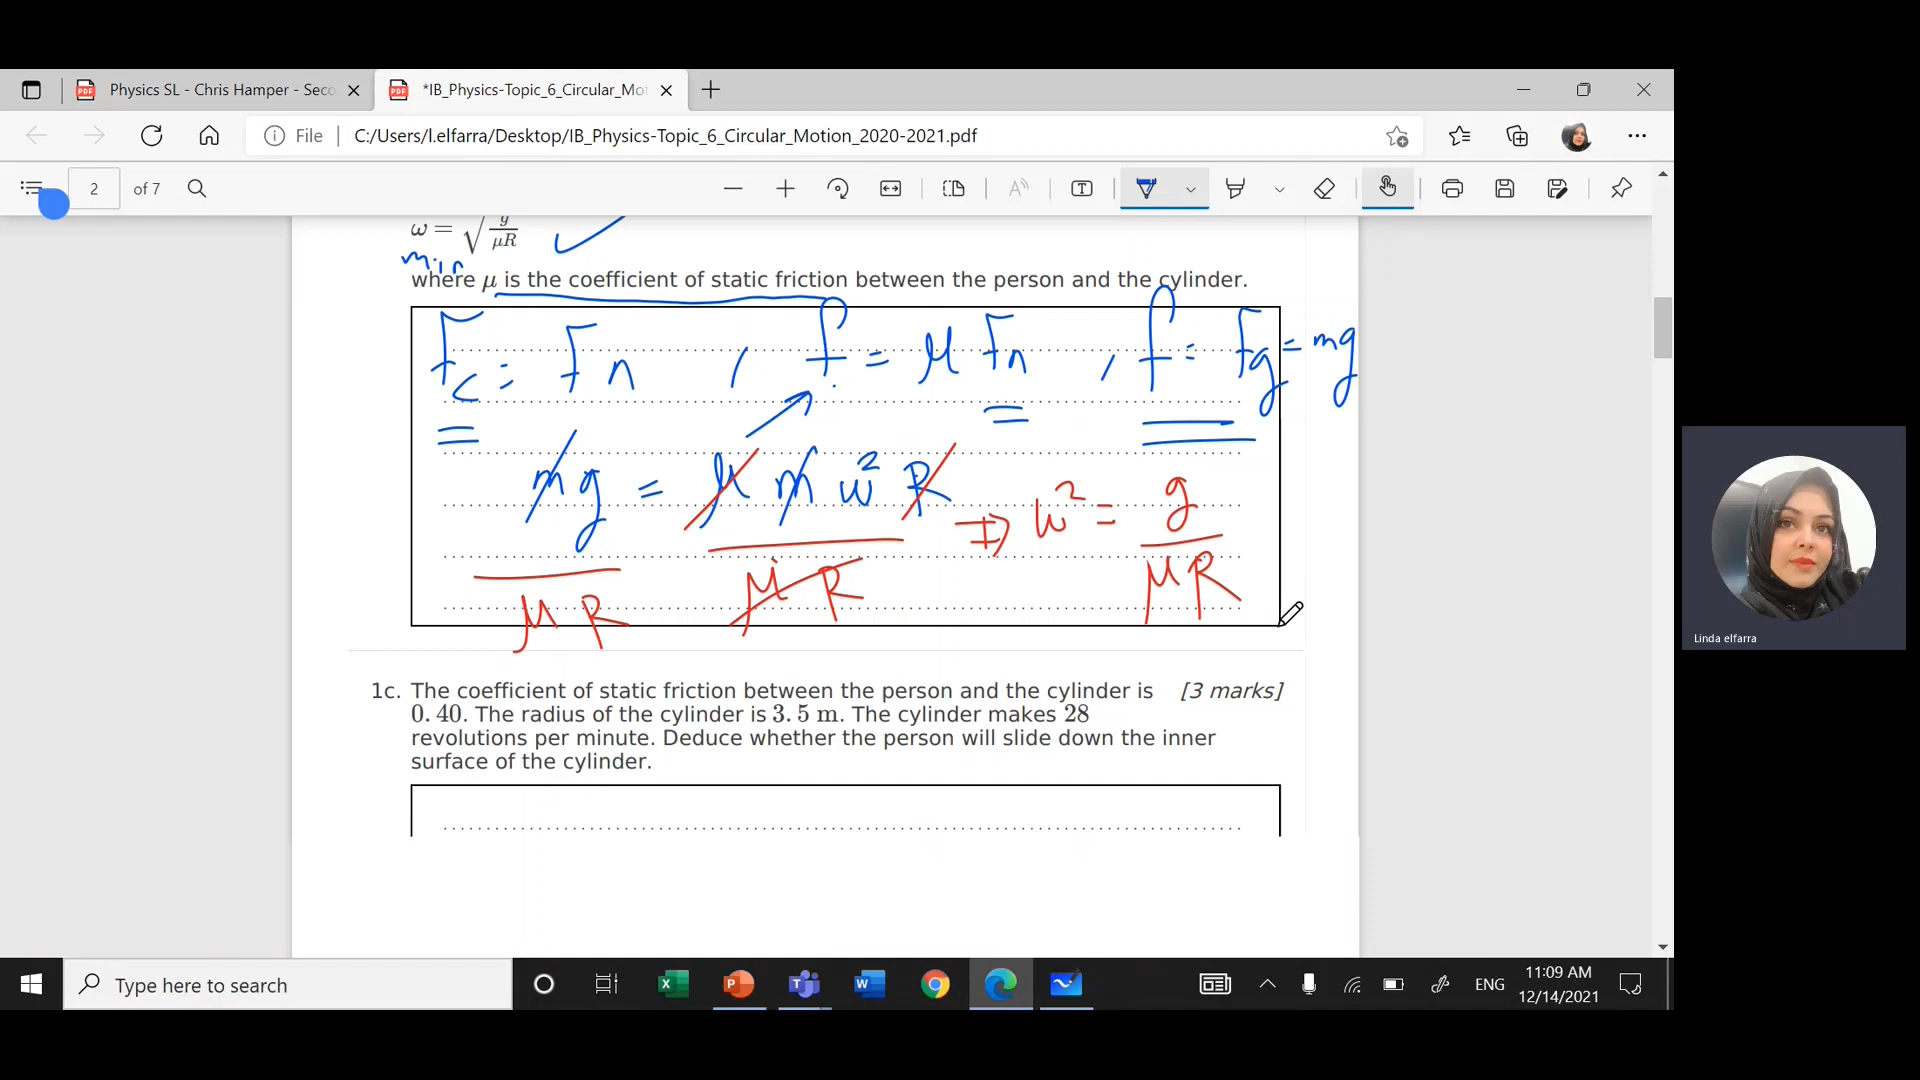 Physics SL - Chris Hamper - Seco
*IB_Physics-Topic_6_Circular_Mot
File
C:/Users/l.elfarra/Desktop/IB_Physics-Topic_6_Circular_Motion_2020-2021.pdf
2 of 7
ω = √ g/μR
min
where μ is the coefficient of static friction between the person and the cylinder.
Fc = Fn , f = μ Fn , f = Fg = mg
mg = μ m w² R ⇒ w² = g
μ R μ R μ R
1c. The coefficient of static friction between the person and the cylinder is [3 marks]
0.40. The radius of the cylinder is 3.5 m. The cylinder makes 28
revolutions per minute. Deduce whether the person will slide down the inner
surface of the cylinder.
Linda elfarra
Type here to search
ENG
11:09 AM
12/14/2021